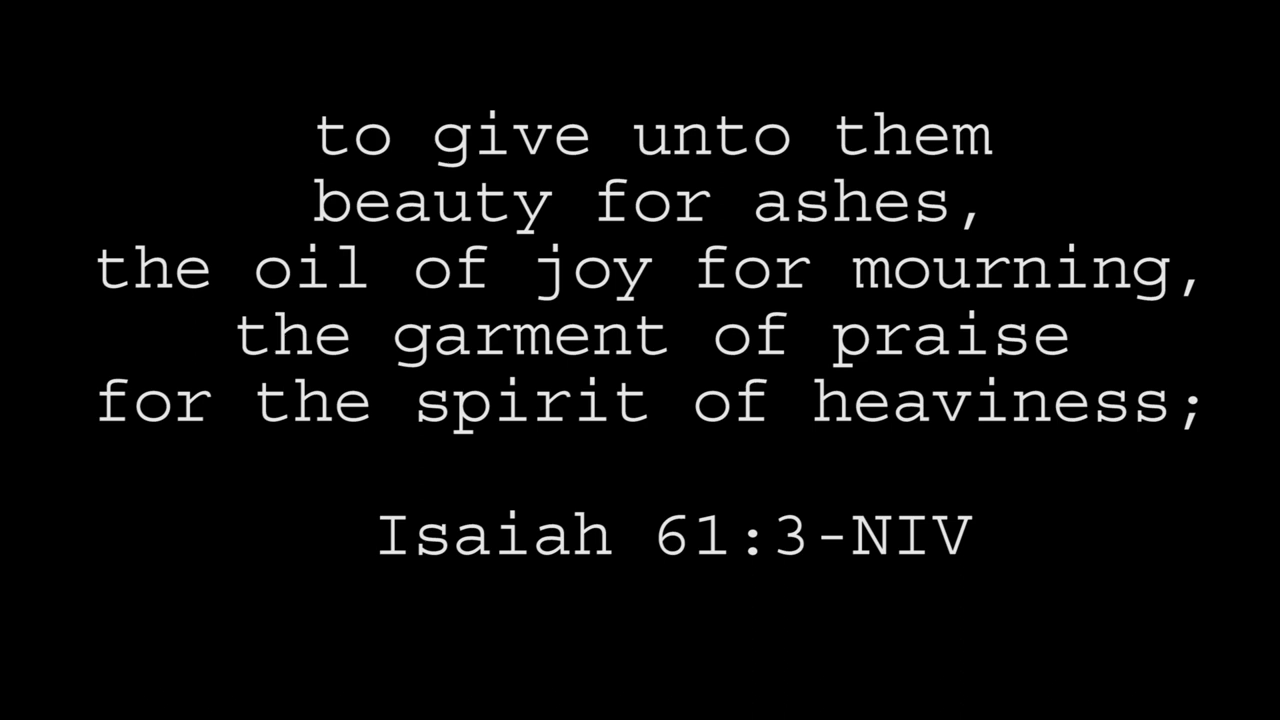 to give unto them
beauty for ashes,
the oil of joy for mourning,
the garment of praise
for the spirit of heaviness;
Isaiah 61:3-NIV